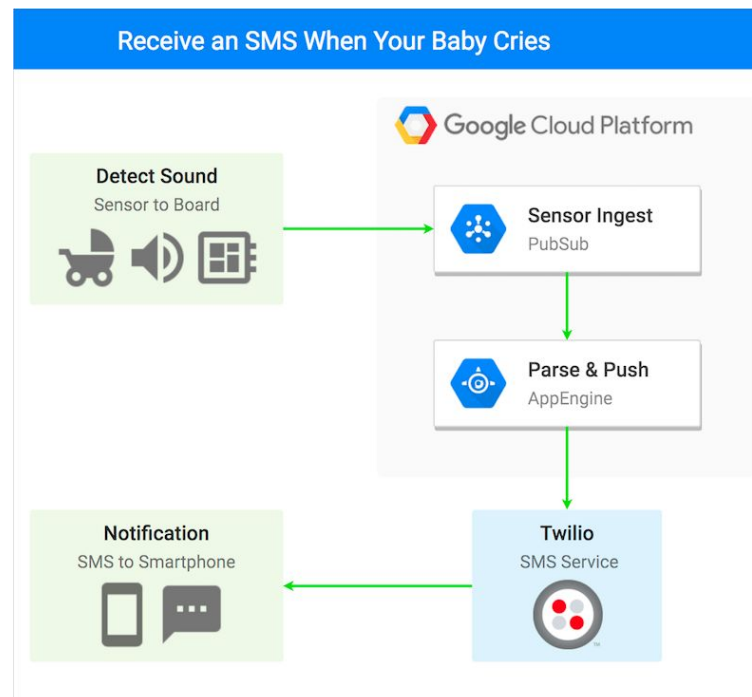 Receive an SMS When Your Baby Cries
Google Cloud Platform
Detect Sound
Sensor to Board
Sensor Ingest
PubSub
Parse & Push
AppEngine
Notification
SMS to Smartphone
Twilio
SMS Service
TM